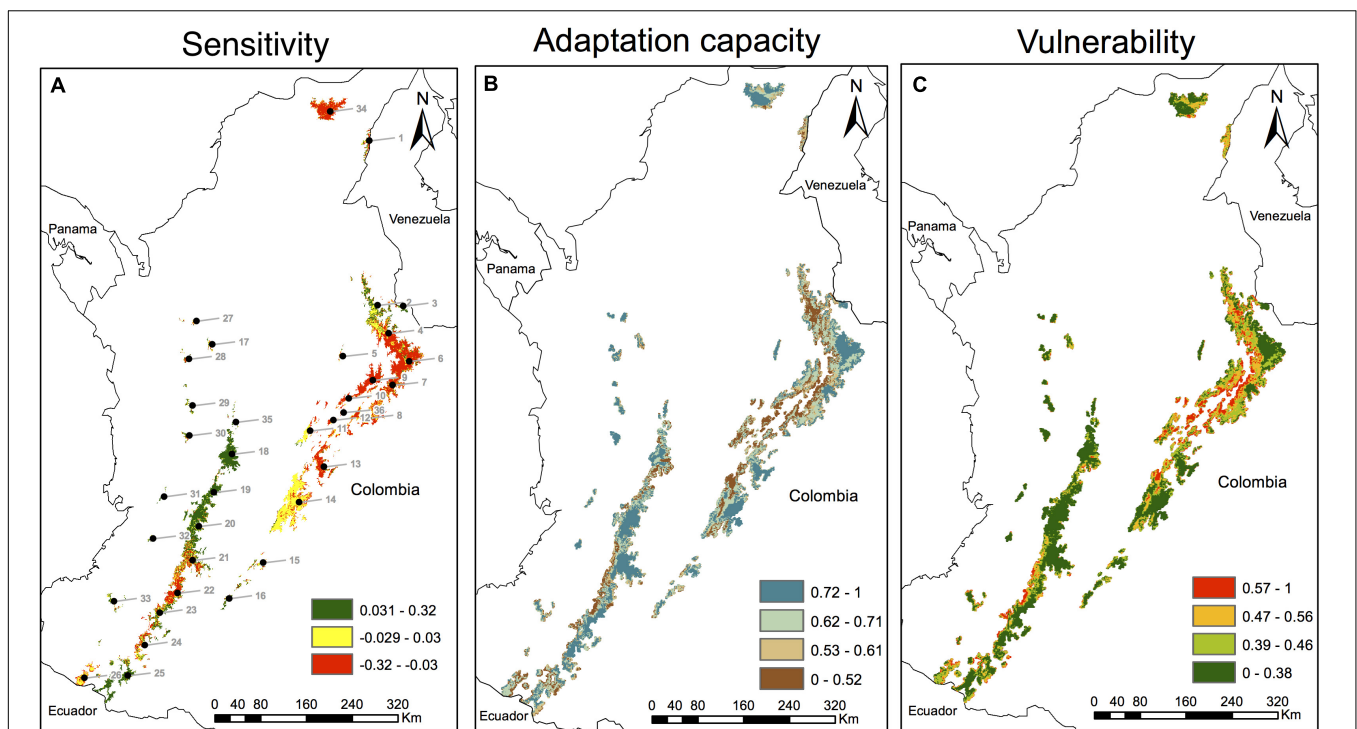 Sensitivity
Adaptation capacity
Vulnerability
A
N
34
1
Venezuela
Panama
2
3
27
4
17
5
28
6
9
7
10
29
36
12
8
35
11
30
18
13
Colombia
31
19
14
20
32
21
15
22
16
33
23
24
26
25
Ecuador
0.031 - 0.32
-0.029 - 0.03
-0.32 - -0.03
0 40 80 160 240 320
Km
B
N
Venezuela
Panama
Colombia
0.72 - 1
0.62 - 0.71
0.53 - 0.61
0 - 0.52
Ecuador
0 40 80 160 240 320
Km
C
N
Venezuela
Panama
Colombia
0.57 - 1
0.47 - 0.56
0.39 - 0.46
0 - 0.38
Ecuador
0 40 80 160 240 320
Km